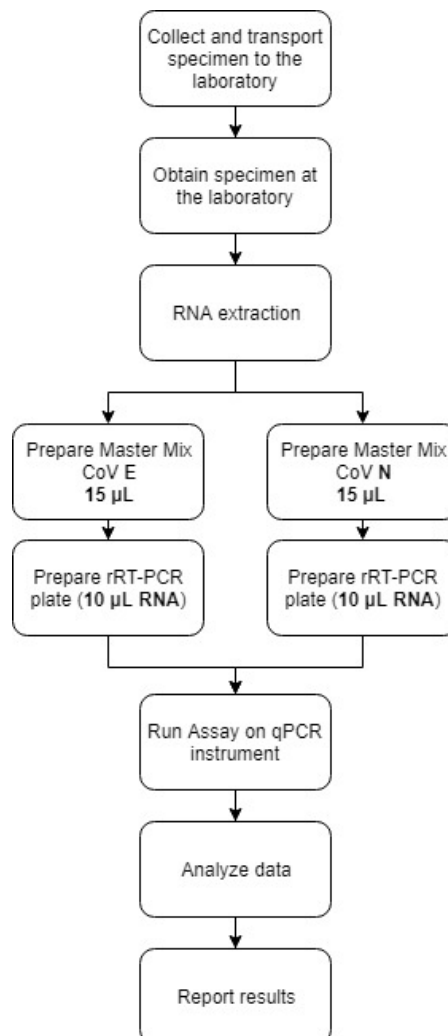 Collect and transport
specimen to the
laboratory
Obtain specimen at
the laboratory
RNA extraction
Prepare Master Mix
CoV E
15 µL
Prepare Master Mix
CoV N
15 µL
Prepare rRT-PCR
plate (10 µL RNA)
Prepare rRT-PCR
plate (10 µL RNA)
Run Assay on qPCR
instrument
Analyze data
Report results